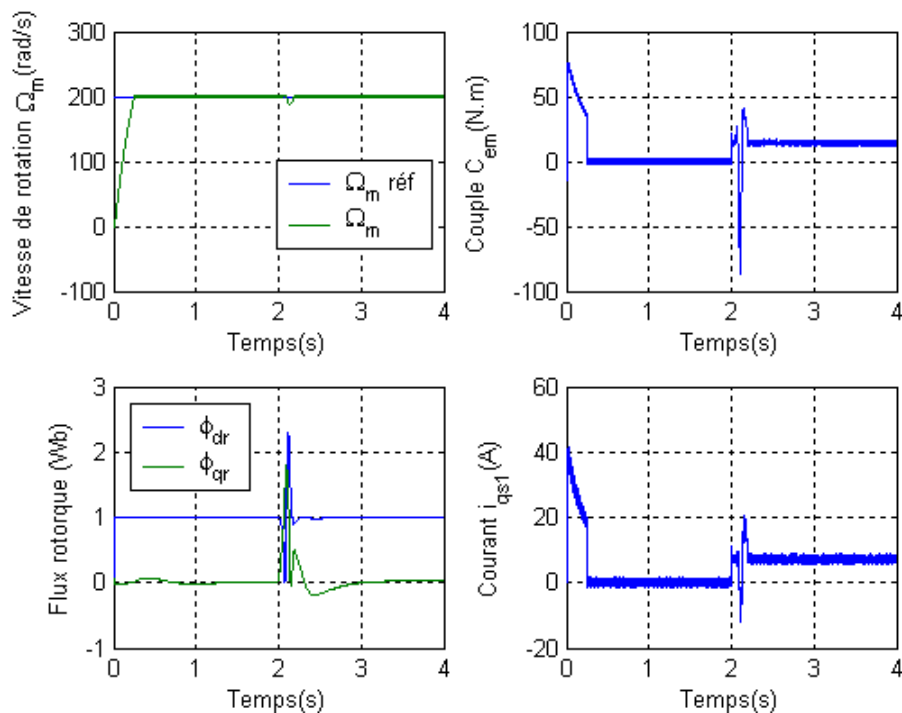 Vitesse de rotation Ωm(rad/s)
300
200
100
0
-100
Ωm réf
Ωm
0 1 2 3 4
Temps(s)
Couple Cem(N.m)
100
50
0
-50
-100
0 1 2 3 4
Temps(s)
Flux rotorque (Wb)
3
2
1
0
-1
ϕdr
ϕqr
0 1 2 3 4
Temps(s)
Courant iqs1(A)
60
40
20
0
-20
0 1 2 3 4
Temps(s)